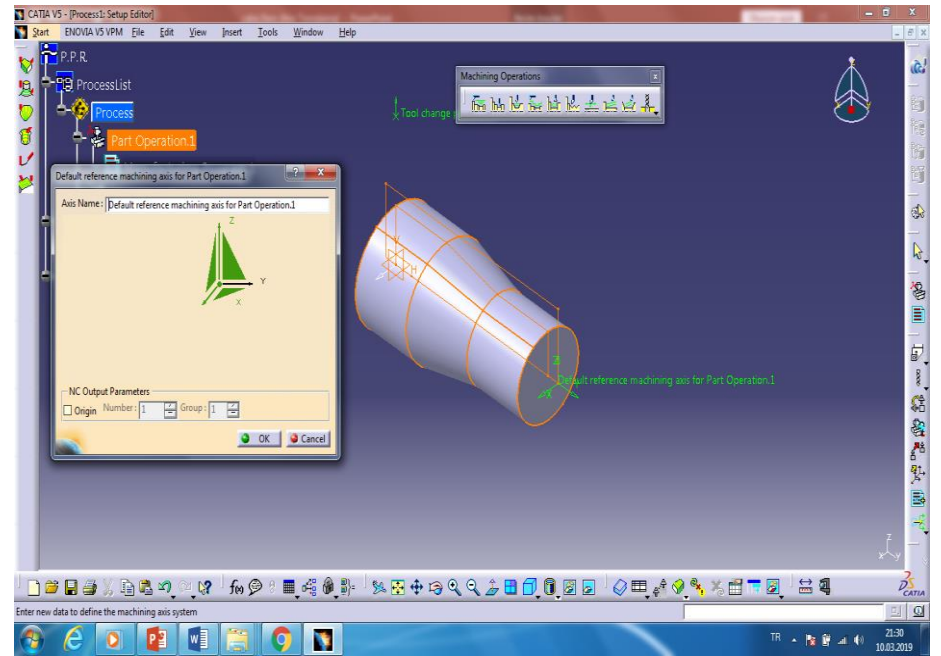 CATIA V5 - [Process1: Setup Editor]
Start ENOVIA V5 VPM File Edit View Insert Tools Window Help
P.P.R.
ProcessList
Process
Part Operation.1
Machining Operations
Tool change
Default reference machining axis for Part Operation.1
Axis Name : Default reference machining axis for Part Operation.1
Z
Y
X
NC Output Parameters
Origin Number : 1 Group : 1
OK Cancel
V
H
Z
X
Default reference machining axis for Part Operation.1
z
x y
Enter new data to define the machining axis system
CATIA
TR 21:30
10.03.2019